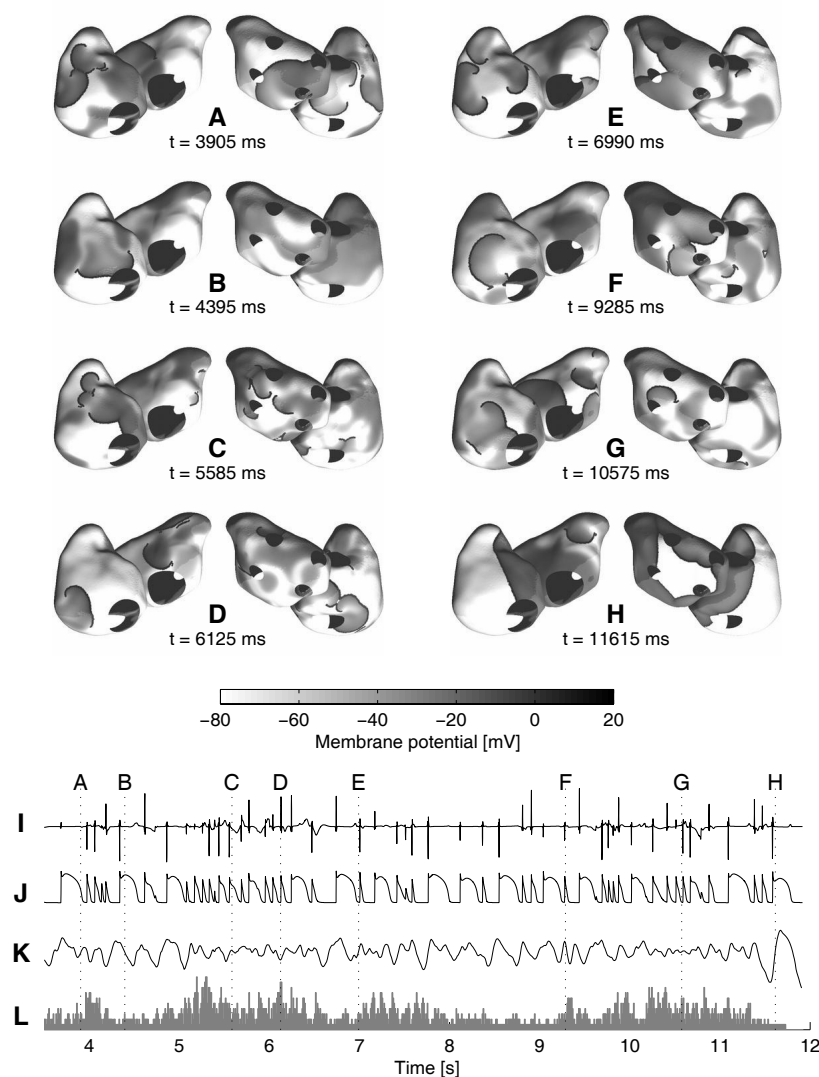 A
t = 3905 ms
E
t = 6990 ms
B
t = 4395 ms
F
t = 9285 ms
C
t = 5585 ms
G
t = 10575 ms
D
t = 6125 ms
H
t = 11615 ms
−80 −60 −40 −20 0 20
Membrane potential [mV]
A B C D E F G H
I
J
K
L
4 5 6 7 8 9 10 11 12
Time [s]